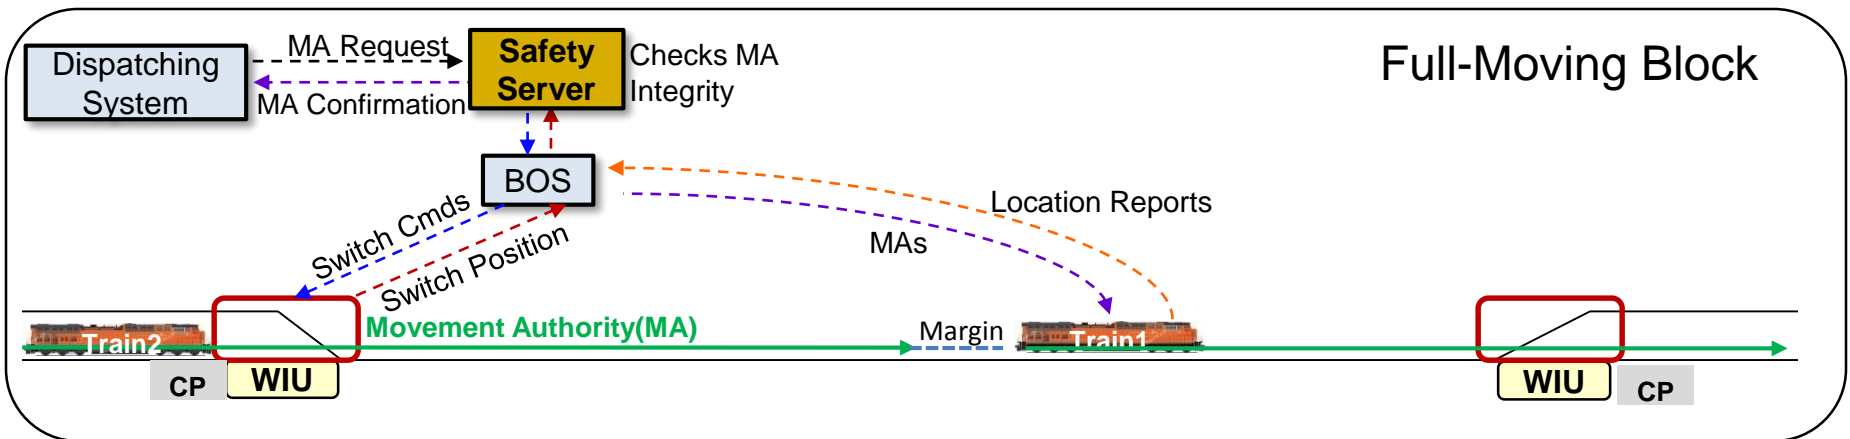 Full-Moving Block
Dispatching
System
MA Request
MA Confirmation
Safety
Server
Checks MA
Integrity
BOS
Switch Cmds
Switch Position
Location Reports
MAs
Movement Authority(MA)
Margin
Train2
Train1
CP
WIU
WIU
CP